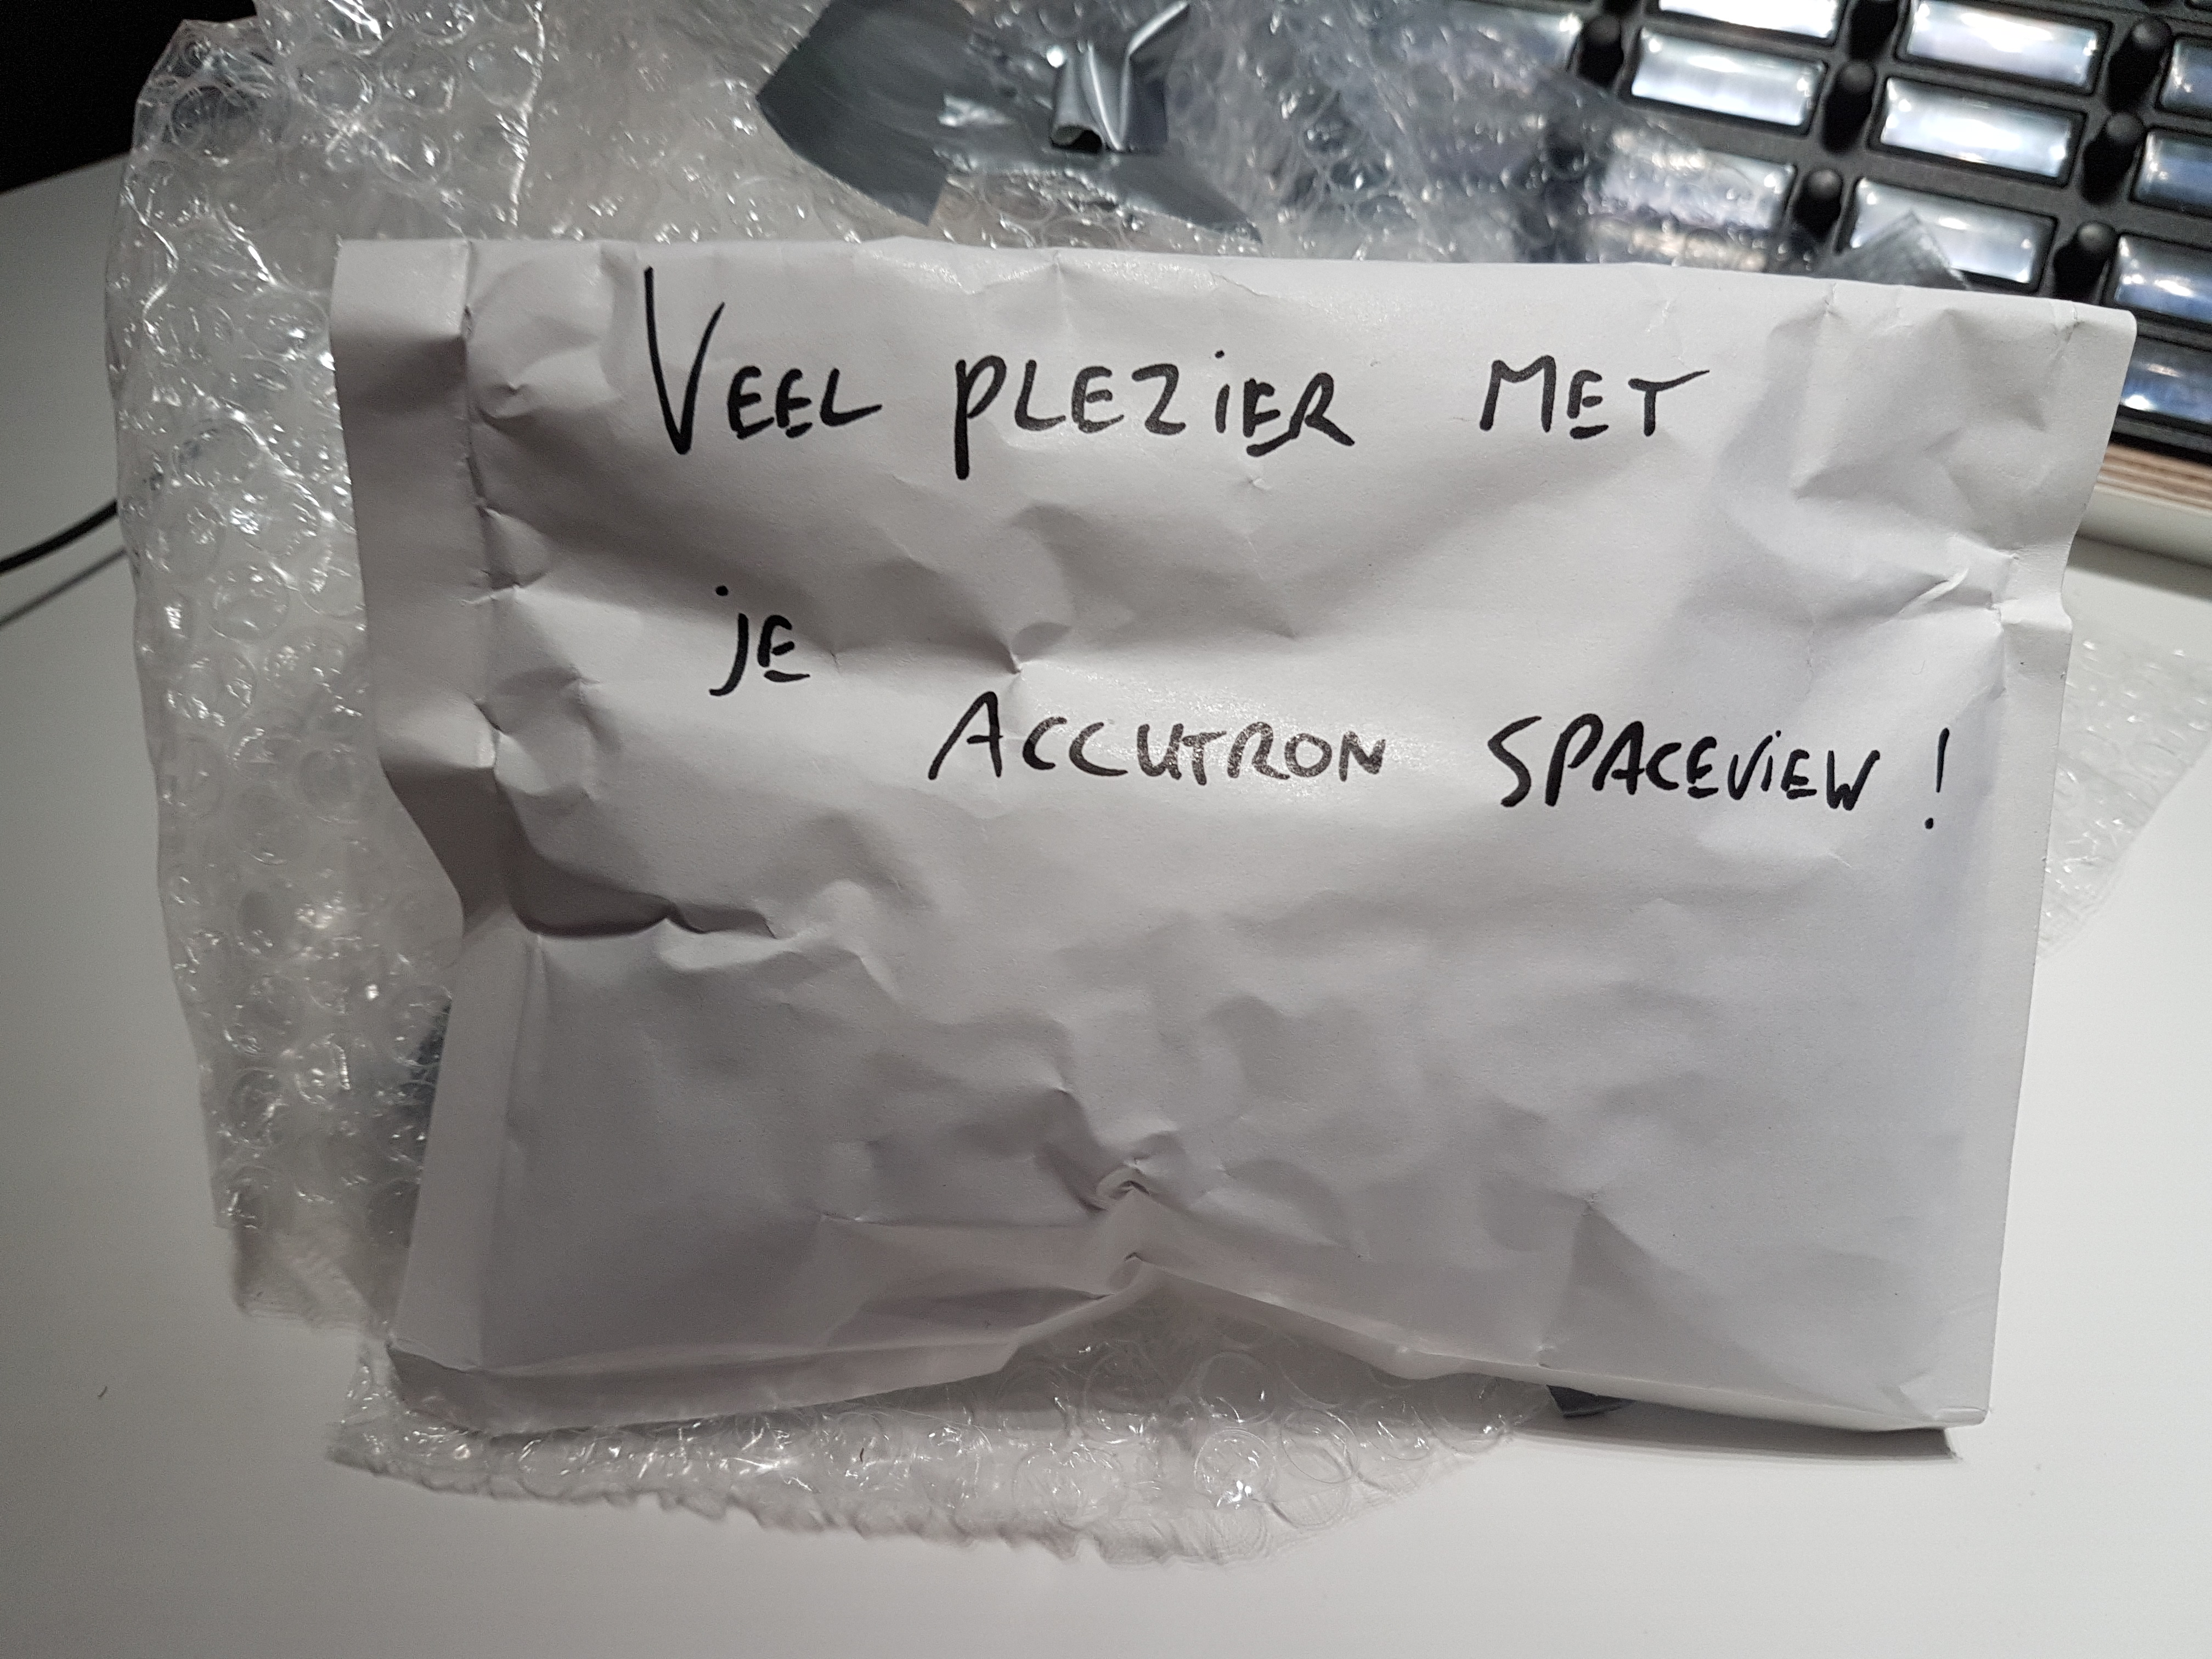 Veel plezier met
je
Accutron Spaceview!